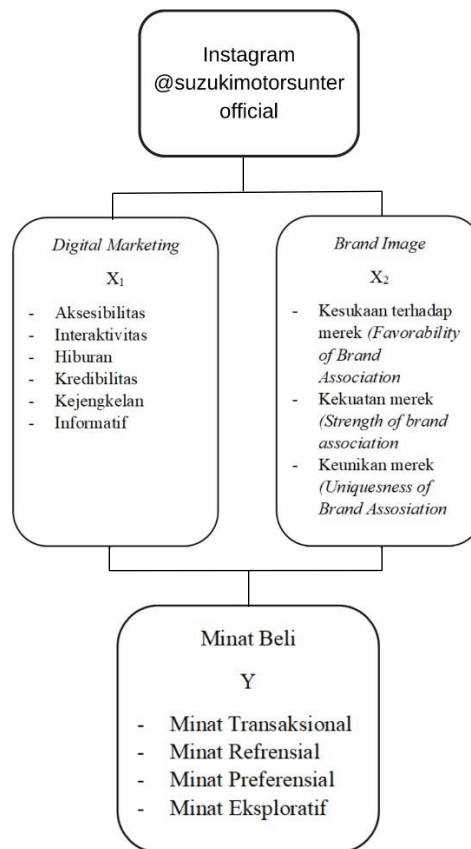 Instagram
@suzukimotorsunter
official
Digital Marketing
X1
- Aksesibilitas
- Interaktivitas
- Hiburan
- Kredibilitas
- Kejengkelan
- Informatif
Brand Image
X2
- Kesukaan terhadap
merek (Favorability
of Brand
Association
- Kekuatan merek
(Strength of brand
association
- Keunikan merek
(Uniquesness of
Brand Assosiation
Minat Beli
Y
- Minat Transaksional
- Minat Refrensial
- Minat Preferensial
- Minat Eksploratif